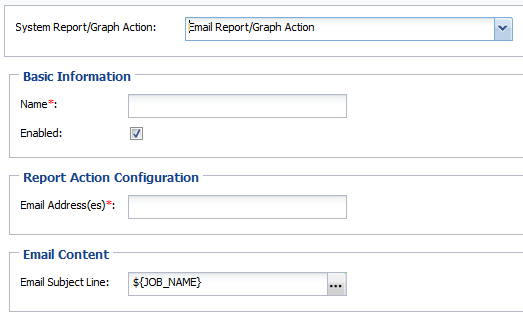 System Report/Graph Action: Email Report/Graph Action
Basic Information
Name*:
Enabled:
Report Action Configuration
Email Address(es)*:
Email Content
Email Subject Line: ${JOB_NAME} ...